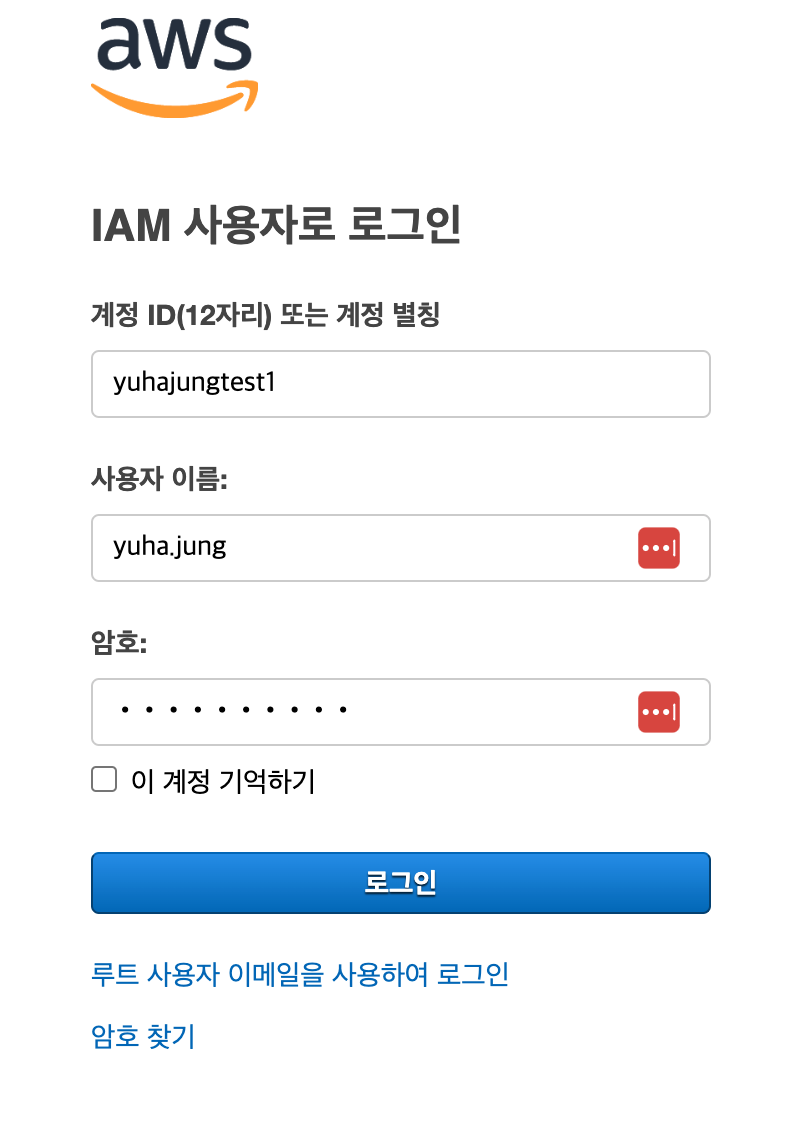 aws
IAM 사용자로 로그인
계정 ID(12자리) 또는 계정 별칭
yuhajungtest1
사용자 이름:
yuha.jung
암호:
••••••••••
이 계정 기억하기
로그인
루트 사용자 이메일을 사용하여 로그인
암호 찾기